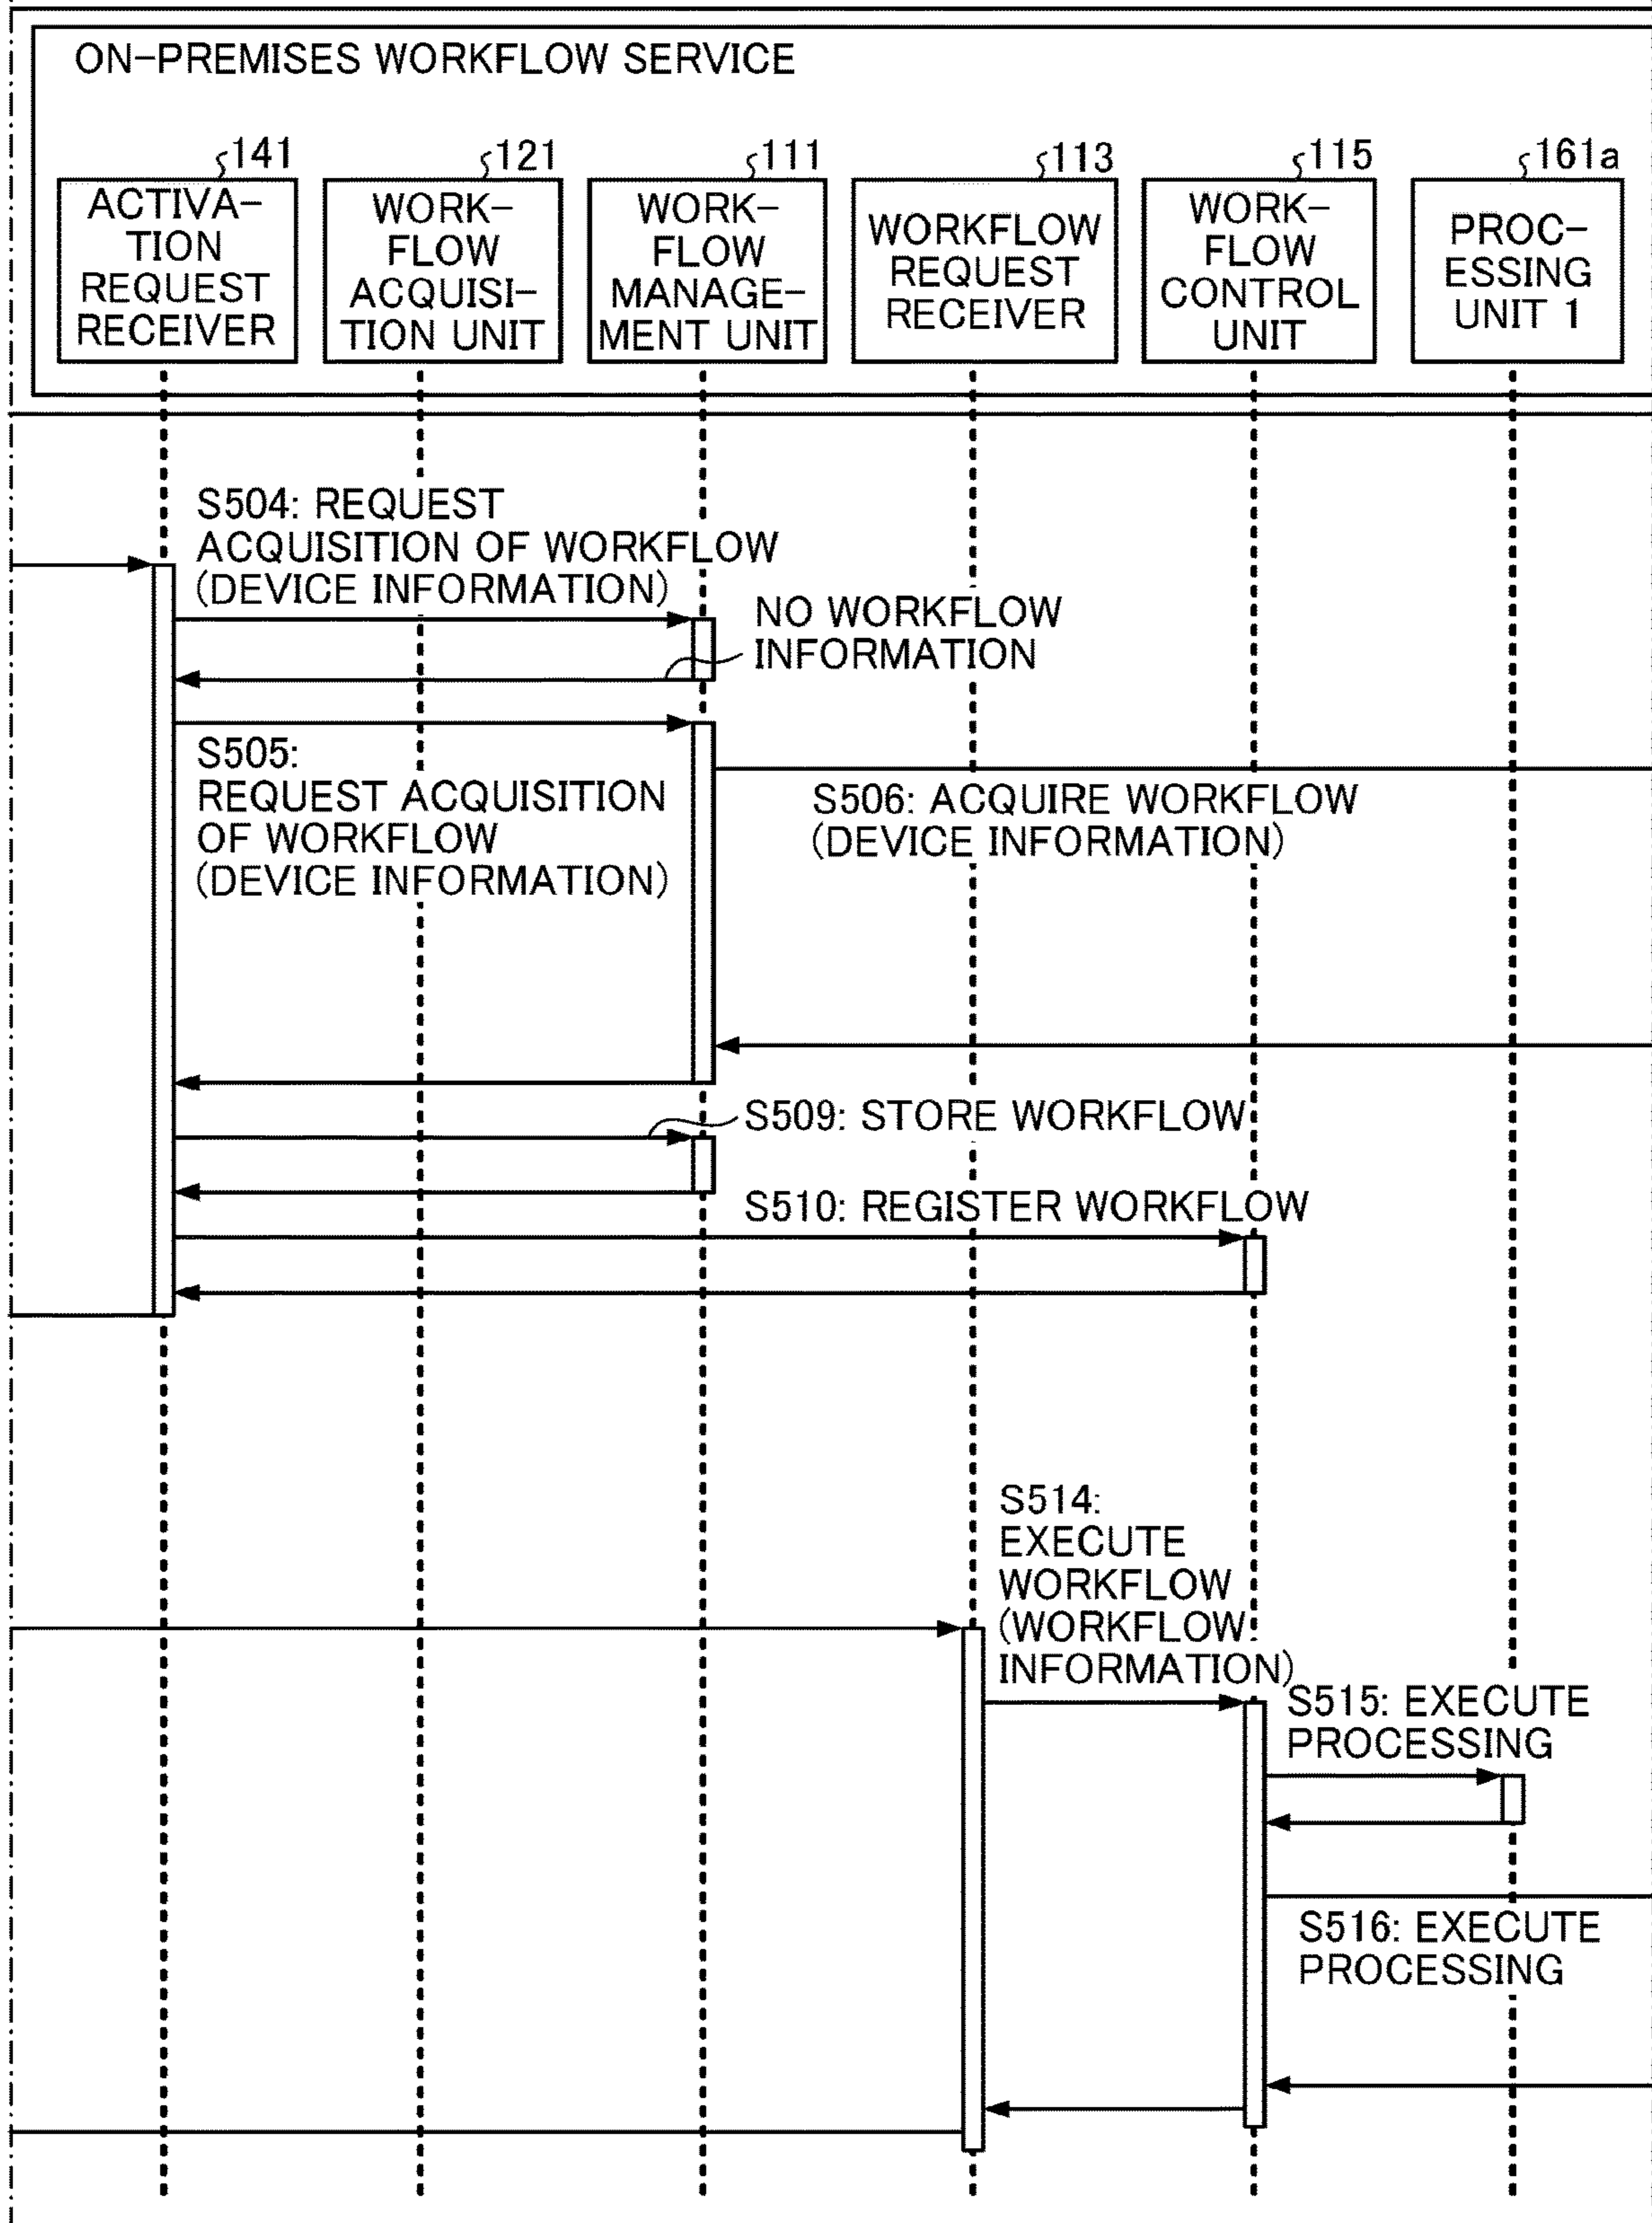 ON-PREMISES WORKFLOW SERVICE
141
ACTIVA-
TION
REQUEST
RECEIVER
121
WORK-
FLOW
ACQUISI-
TION UNIT
111
WORK-
FLOW
MANAGE-
MENT UNIT
113
WORKFLOW
REQUEST
RECEIVER
115
WORK-
FLOW
CONTROL
UNIT
161a
PROC-
ESSING
UNIT 1
S504: REQUEST
ACQUISITION OF WORKFLOW
(DEVICE INFORMATION)
NO WORKFLOW
INFORMATION
S505:
REQUEST ACQUISITION
OF WORKFLOW
(DEVICE INFORMATION)
S506: ACQUIRE WORKFLOW
(DEVICE INFORMATION)
S509: STORE WORKFLOW
S510: REGISTER WORKFLOW
S514:
EXECUTE
WORKFLOW
(WORKFLOW
INFORMATION)
S515: EXECUTE
PROCESSING
S516: EXECUTE
PROCESSING